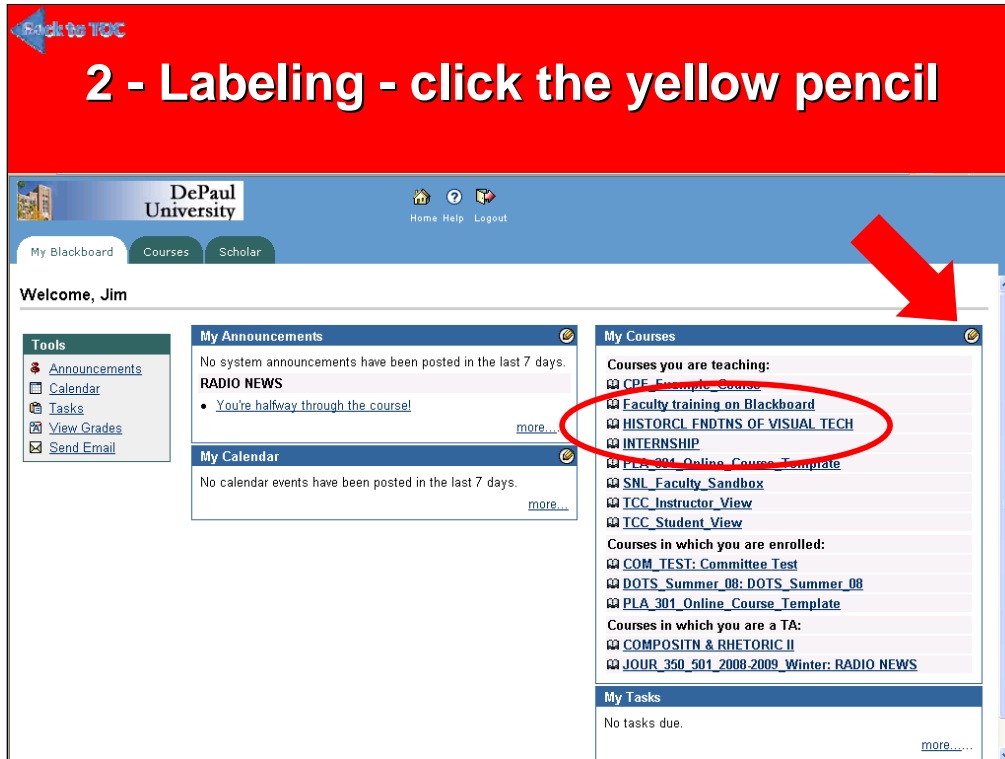 Back to TOC
2 - Labeling - click the yellow pencil
DePaul
University
Home Help Logout
My Blackboard Courses Scholar
Welcome, Jim
Tools
Announcements
Calendar
Tasks
View Grades
Send Email
My Announcements
No system announcements have been posted in the last 7 days.
RADIO NEWS
• You're halfway through the course!
more...
My Calendar
No calendar events have been posted in the last 7 days.
more...
My Courses
Courses you are teaching:
CPE_Example_Course
Faculty training on Blackboard
HISTORCL FNDTNS OF VISUAL TECH
INTERNSHIP
PLA_301_Online_Course_Template
SNL_Faculty_Sandbox
TCC_Instructor_View
TCC_Student_View
Courses in which you are enrolled:
COM_TEST: Committee Test
DOTS_Summer_08: DOTS_Summer_08
PLA_301_Online_Course_Template
Courses in which you are a TA:
COMPOSITN & RHETORIC II
JOUR_350_501_2008-2009_Winter: RADIO NEWS
My Tasks
No tasks due.
more......